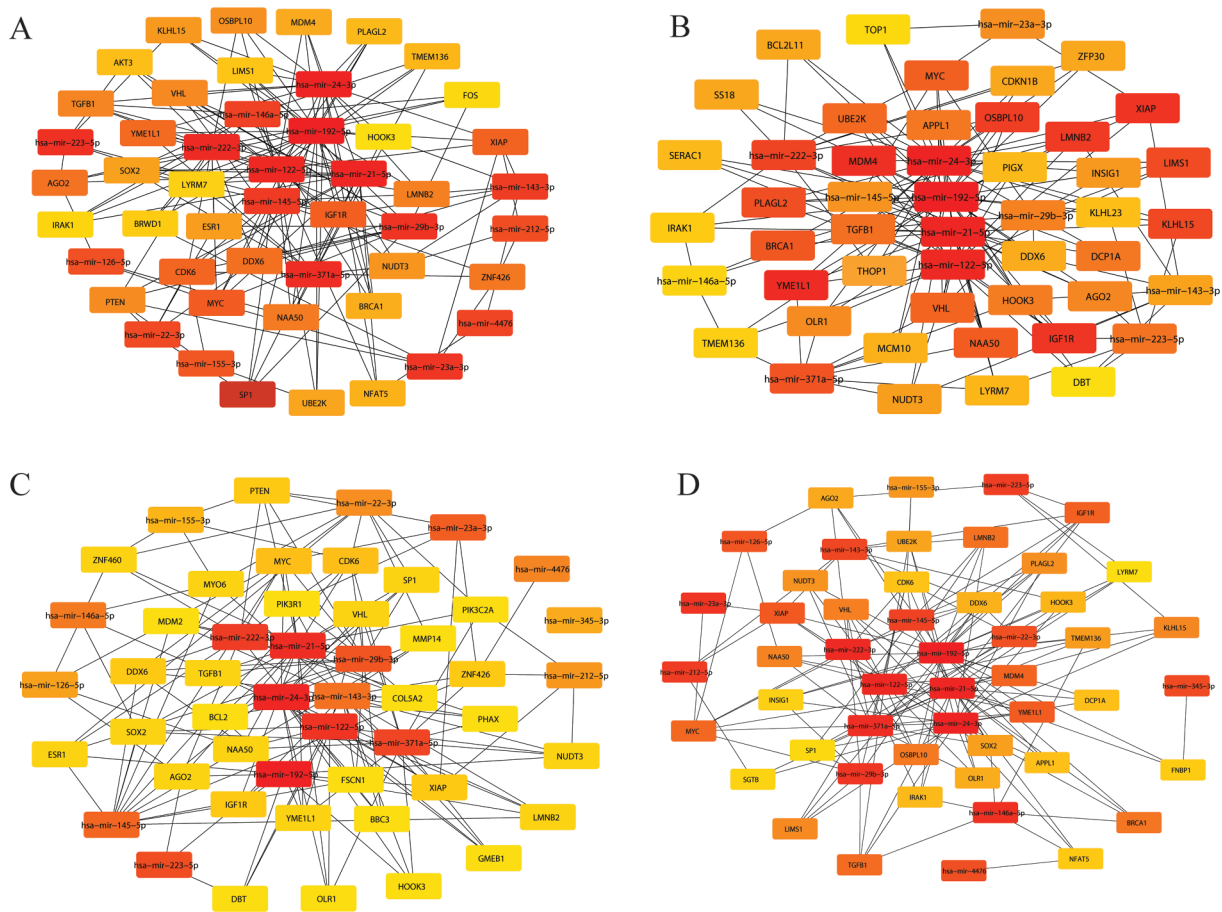 A
OSBPL10
MDM4
PLAGL2
KLHL15
TMEM136
AKT3
LIMS1
hsa-mir-24-3p
FOS
VHL
TGFB1
hsa-mir-146a-5p
hsa-mir-192-5p
HOOK3
YME1L1
hsa-mir-223-5p
hsa-mir-222-3p
XIAP
SOX2
hsa-mir-122-5p
hsa-mir-21-5p
AGO2
LYRM7
LMNB2
hsa-mir-143-3p
hsa-mir-145-5p
IGF1R
IRAK1
BRWD1
ESR1
hsa-mir-29b-3p
hsa-mir-212-5p
hsa-mir-126-5p
DDX6
NUDT3
CDK6
hsa-mir-371a-5p
ZNF426
PTEN
MYC
BRCA1
NAA50
hsa-mir-4476
hsa-mir-22-3p
hsa-mir-155-3p
hsa-mir-23a-3p
SP1
UBE2K
NFAT5
B
TOP1
hsa-mir-23a-3p
BCL2L11
ZFP30
MYC
CDKN1B
SS18
UBE2K
OSBPL10
XIAP
APPL1
LMNB2
SERAC1
hsa-mir-222-3p
MDM4
hsa-mir-24-3p
PIGX
INSIG1
LIMS1
PLAGL2
hsa-mir-145-5p
hsa-mir-192-5p
IRAK1
hsa-mir-29b-3p
KLHL23
KLHL15
TGFB1
hsa-mir-21-5p
BRCA1
DDX6
DCP1A
hsa-mir-146a-5p
THOP1
hsa-mir-122-5p
YME1L1
HOOK3
AGO2
hsa-mir-143-3p
VHL
OLR1
TMEM136
NAA50
IGF1R
hsa-mir-223-5p
MCM10
hsa-mir-371a-5p
DBT
NUDT3
LYRM7
C
PTEN
hsa-mir-22-3p
hsa-mir-155-3p
hsa-mir-23a-3p
ZNF460
MYC
CDK6
hsa-mir-4476
MYO6
SP1
PIK3R1
PIK3C2A
hsa-mir-146a-5p
MDM2
VHL
hsa-mir-345-3p
hsa-mir-222-3p
hsa-mir-21-5p
MMP14
hsa-mir-29b-3p
DDX6
TGFB1
ZNF426
hsa-mir-212-5p
hsa-mir-126-5p
hsa-mir-24-3p
hsa-mir-143-3p
COL5A2
BCL2
PHAX
SOX2
hsa-mir-122-5p
hsa-mir-371a-5p
ESR1
NAA50
NUDT3
AGO2
hsa-mir-192-5p
FSCN1
XIAP
IGF1R
hsa-mir-145-5p
YME1L1
BBC3
LMNB2
hsa-mir-223-5p
GMEB1
DBT
OLR1
HOOK3
D
hsa-mir-155-3p
hsa-mir-223-5p
AGO2
IGF1R
hsa-mir-126-5p
hsa-mir-143-3p
UBE2K
LMNB2
PLAGL2
LYRM7
NUDT3
CDK6
hsa-mir-23a-3p
XIAP
VHL
DDX6
HOOK3
hsa-mir-145-5p
KLHL15
hsa-mir-222-3p
hsa-mir-22-3p
TMEM136
NAA50
hsa-mir-192-5p
hsa-mir-212-5p
MDM4
hsa-mir-122-5p
hsa-mir-21-5p
hsa-mir-345-3p
INSIG1
DCP1A
MYC
hsa-mir-371a-5p
hsa-mir-24-3p
YME1L1
SP1
OSBPL10
SOX2
APPL1
SGTB
hsa-mir-29b-3p
OLR1
FNBP1
IRAK1
LIMS1
hsa-mir-146a-5p
BRCA1
TGFB1
NFAT5
hsa-mir-4476